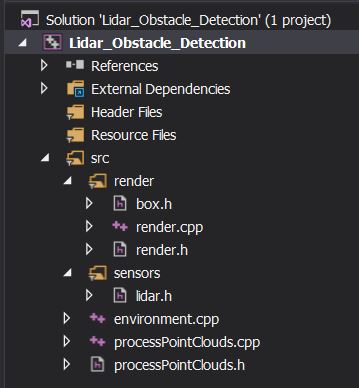 Solution 'Lidar_Obstacle_Detection' (1 project)
Lidar_Obstacle_Detection
References
External Dependencies
Header Files
Resource Files
src
render
box.h
render.cpp
render.h
sensors
lidar.h
environment.cpp
processPointClouds.cpp
processPointClouds.h